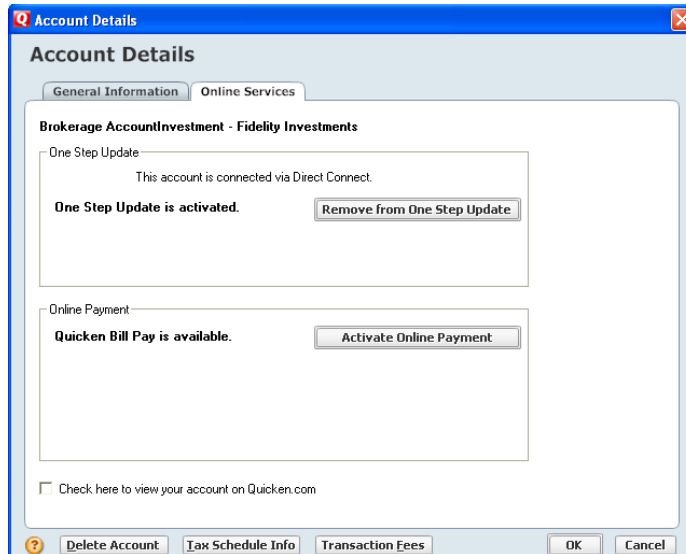 Account Details
Account Details
General Information
Online Services
Brokerage AccountInvestment - Fidelity Investments
One Step Update
This account is connected via Direct Connect.
One Step Update is activated.
Remove from One Step Update
Online Payment
Quicken Bill Pay is available.
Activate Online Payment
Check here to view your account on Quicken.com
? Delete Account Tax Schedule Info Transaction Fees OK Cancel